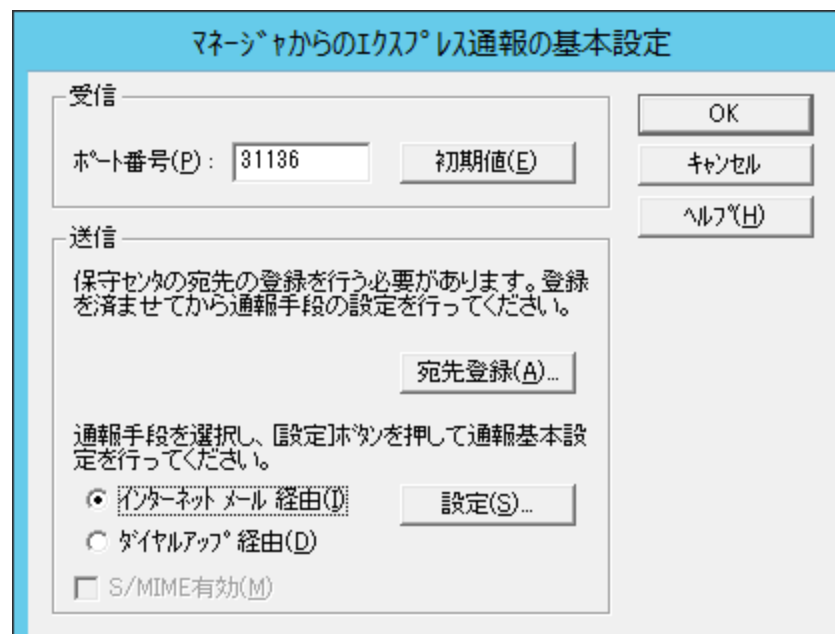 ﾏﾈｰｼﾞｬからのｴｸｽﾌﾟﾚｽ通報の基本設定
受信
ﾎﾟｰﾄ番号(P) : 31136 初期値(E)
OK
ｷｬﾝｾﾙ
ﾍﾙﾌﾟ(H)
送信
保守ｾﾝﾀの宛先の登録を行う必要があります。登録
を済ませてから通報手段の設定を行ってください。
宛先登録(A)...
通報手段を選択し、[設定]ﾎﾞﾀﾝを押して通報基本設
定を行ってください。
ｲﾝﾀｰﾈｯﾄ ﾒｰﾙ 経由(I) 設定(S)...
ﾀﾞｲﾔﾙｱｯﾌﾟ 経由(D)
S/MIME有効(M)